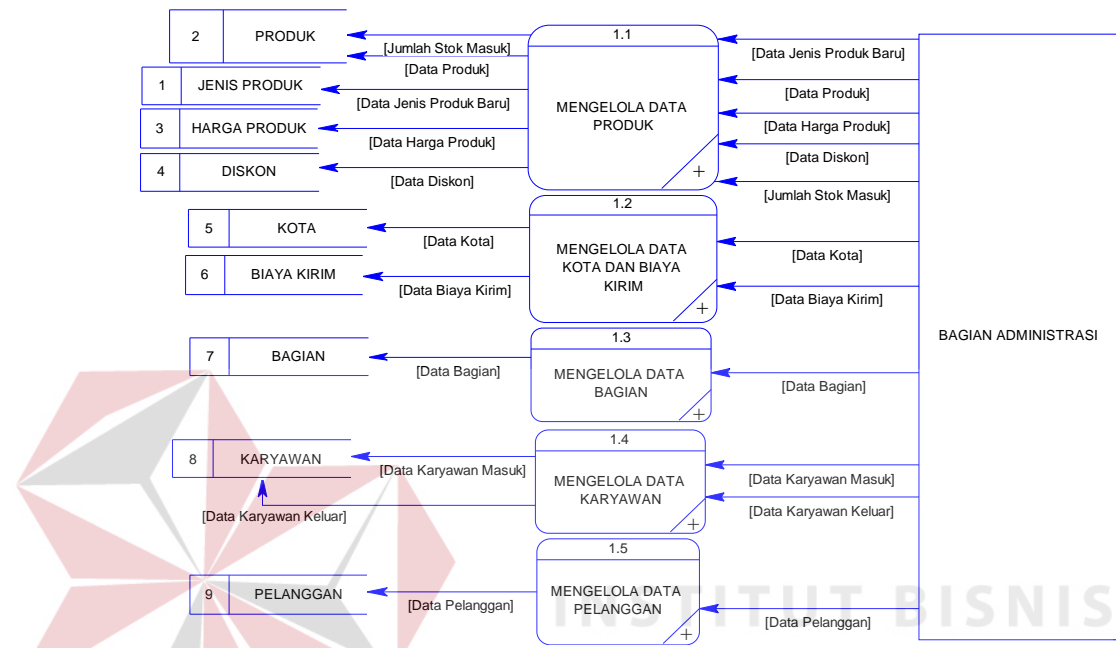 1.1
2
PRODUK
[Jumlah Stok Masuk]
[Data Jenis Produk Baru]
[Data Produk]
1
JENIS PRODUK
[Data Produk]
[Data Jenis Produk Baru]
MENGELOLA DATA
PRODUK
[Data Harga Produk]
3
HARGA PRODUK
[Data Harga Produk]
[Data Diskon]
4
DISKON
[Data Diskon]
+
[Jumlah Stok Masuk]
1.2
5
KOTA
[Data Kota]
MENGELOLA DATA
KOTA DAN BIAYA
KIRIM
[Data Kota]
6
BIAYA KIRIM
[Data Biaya Kirim]
[Data Biaya Kirim]
+
BAGIAN ADMINISTRASI
1.3
7
BAGIAN
[Data Bagian]
MENGELOLA DATA
BAGIAN
[Data Bagian]
+
1.4
8
KARYAWAN
[Data Karyawan Masuk]
MENGELOLA DATA
KARYAWAN
[Data Karyawan Masuk]
[Data Karyawan Keluar]
[Data Karyawan Keluar]
+
1.5
9
PELANGGAN
[Data Pelanggan]
MENGELOLA DATA
PELANGGAN
[Data Pelanggan]
+
INSTITUT BISNIS